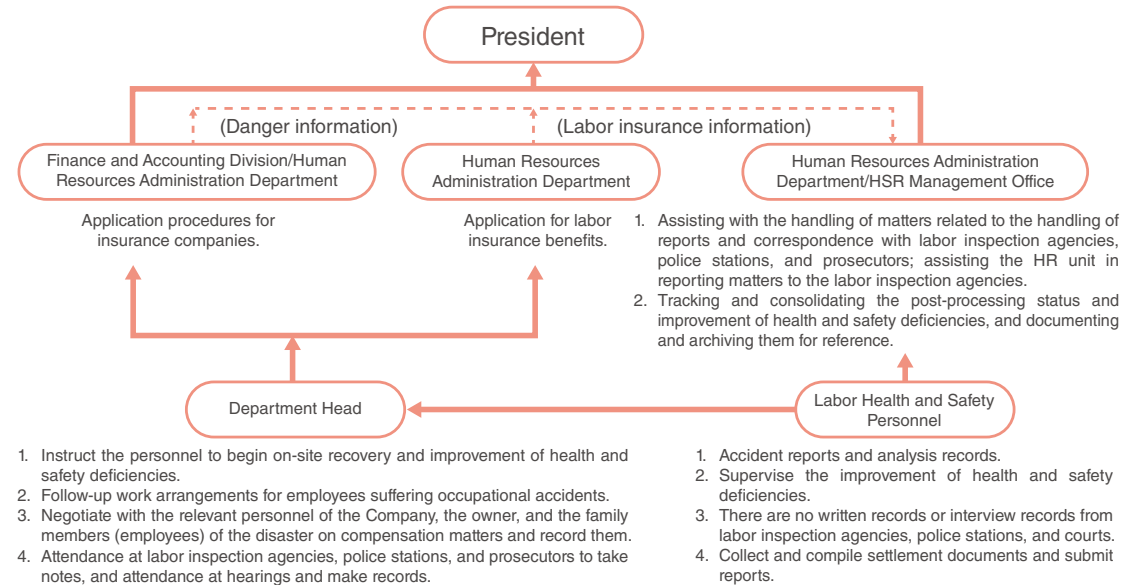 President
(Danger information)
(Labor insurance information)
Finance and Accounting Division/Human
Resources Administration Department
Human Resources
Administration Department
Human Resources Administration
Department/HSR Management Office
Application procedures for
insurance companies.
Application for labor
insurance benefits.
1. Assisting with the handling of matters related to the handling of
reports and correspondence with labor inspection agencies,
police stations, and prosecutors; assisting the HR unit in
reporting matters to the labor inspection agencies.
2. Tracking and consolidating the post-processing status and
improvement of health and safety deficiencies, and documenting
and archiving them for reference.
Department Head
Labor Health and Safety
Personnel
1. Instruct the personnel to begin on-site recovery and improvement of health and
safety deficiencies.
2. Follow-up work arrangements for employees suffering occupational accidents.
3. Negotiate with the relevant personnel of the Company, the owner, and the family
members (employees) of the disaster on compensation matters and record them.
4. Attendance at labor inspection agencies, police stations, and prosecutors to take
notes, and attendance at hearings and make records.
1. Accident reports and analysis records.
2. Supervise the improvement of health and safety
deficiencies.
3. There are no written records or interview records from
labor inspection agencies, police stations, and courts.
4. Collect and compile settlement documents and submit
reports.